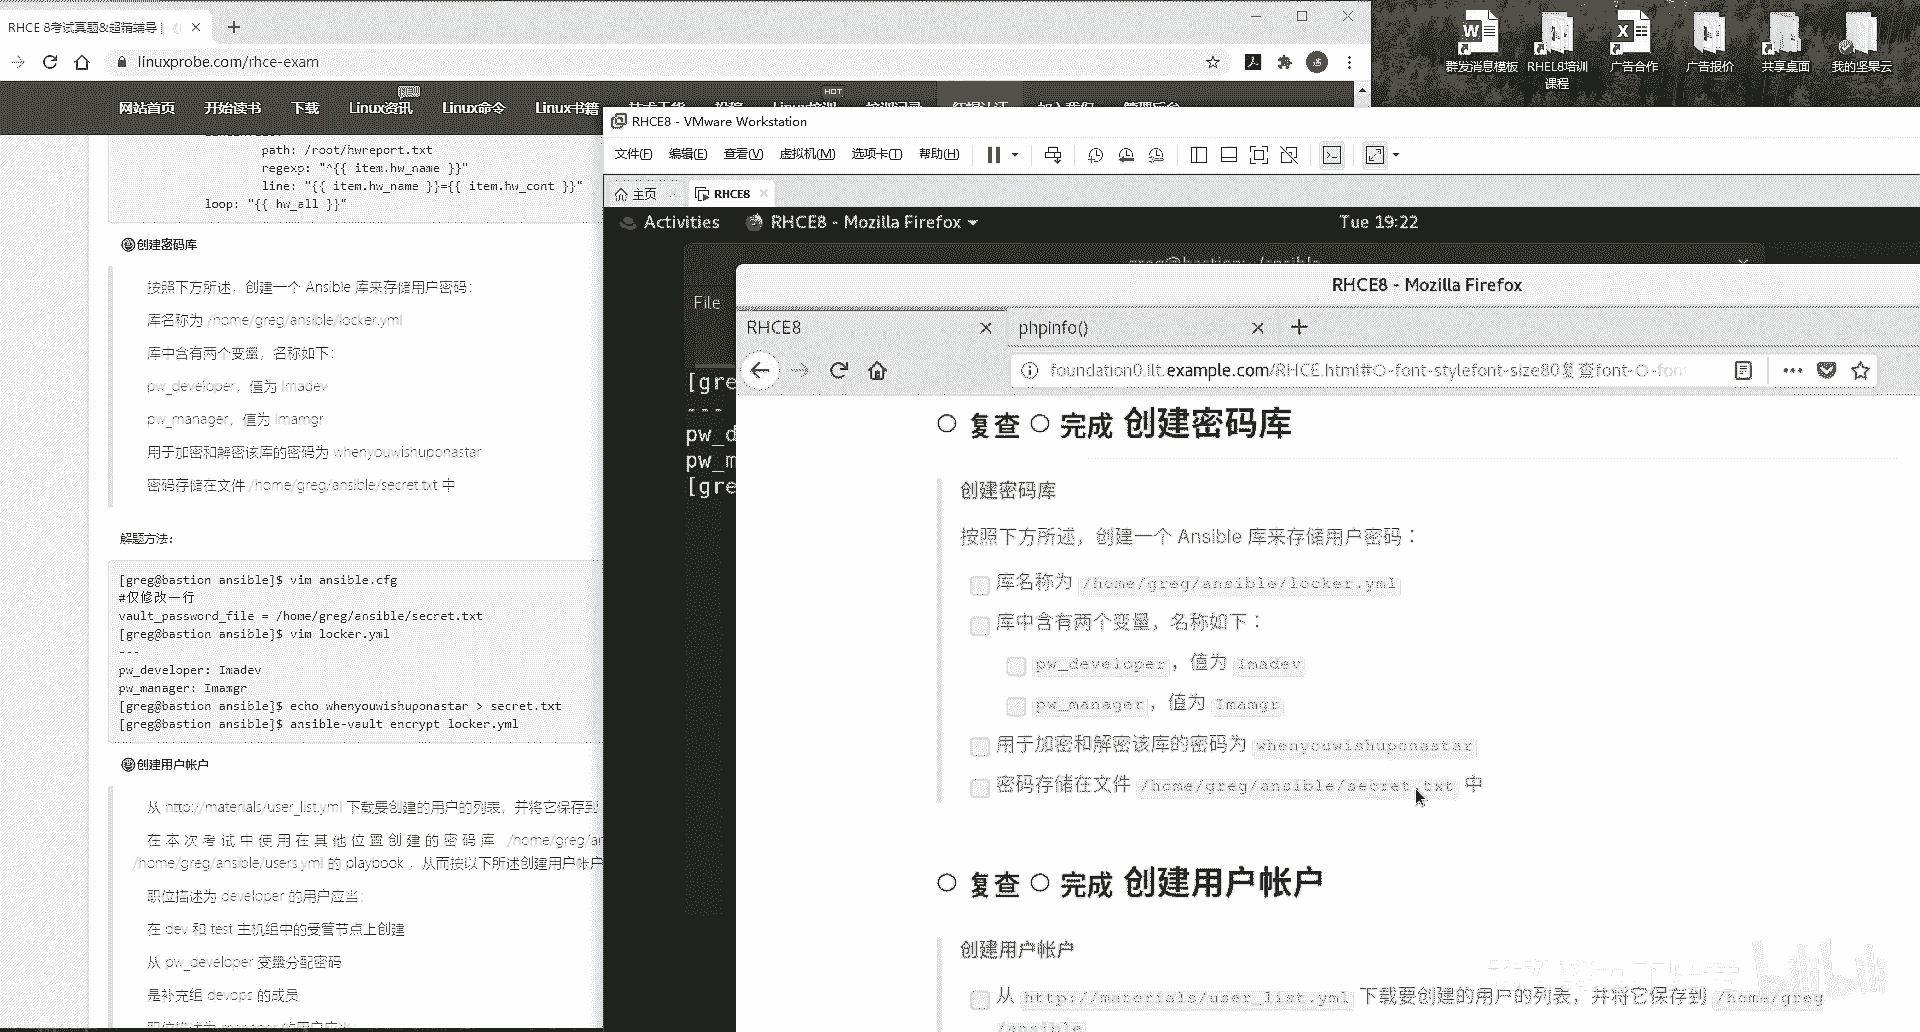 RHCE 8考试真题&超精辅导 |
linuxprobe.com/rhce-exam
网站首页 开始读书 下载 Linux资讯 NEW Linux命令 Linux书籍 HOT
群发消息模板 RHEL8培训课程 广告合作 广告报价 共享桌面 我的坚果云
path: /root/hwreport.txt
regexp: "^{{ item.hw_name }}"
line: "{{ item.hw_name }}={{ item.hw_cont }}"
loop: "{{ hw_all }}"
创建密码库
按照下方所述，创建一个 Ansible 库来存储用户密码：
库名称为 /home/greg/ansible/locker.yml
库中含有两个变量，名称如下：
pw_developer，值为 Imadev
pw_manager，值为 Imamgr
用于加密和解密该库的密码为 whenyouwishuponastar
密码存储在文件 /home/greg/ansible/secret.txt 中
解题方法：
[greg@bastion ansible]$ vim ansible.cfg
#仅修改一行
vault_password_file = /home/greg/ansible/secret.txt
[greg@bastion ansible]$ vim locker.yml
---
pw_developer: Imadev
pw_manager: Imamgr
[greg@bastion ansible]$ echo whenyouwishuponastar > secret.txt
[greg@bastion ansible]$ ansible-vault encrypt locker.yml
创建用户帐户
从 http://materials/user_list.yml 下载要创建的用户的列表，并将它保存到
在本次考试中使用在其他位置创建的密码库 /home/greg/an
/home/greg/ansible/users.yml 的 playbook ，从而按以下所述创建用户帐户
职位描述为 developer 的用户应当：
在 dev 和 test 主机组中的受管节点上创建
从 pw_developer 变量分配密码
是补充组 devops 的成员
职位描述为 manager 的用户应当：
RHCE8 - VMware Workstation
文件(F) 编辑(E) 查看(V) 虚拟机(M) 选项卡(T) 帮助(H)
主页 RHCE8
Activities RHCE8 - Mozilla Firefox Tue 19:22
greg@bastion:~/ansible
File
[gre
---
pw_d
pw_m
[gre
RHCE8 - Mozilla Firefox
RHCE8 phpinfo()
foundation0.ilt.example.com/RHCE.html#O-font-stylefont-size80复查font-O-fon
复查 完成 创建密码库
创建密码库
按照下方所述，创建一个 Ansible 库来存储用户密码：
库名称为 /home/greg/ansible/locker.yml
库中含有两个变量，名称如下：
pw_developer，值为 Imadev
pw_manager，值为 Imamgr
用于加密和解密该库的密码为 whenyouwishuponastar
密码存储在文件 /home/greg/ansible/secret.txt 中
复查 完成 创建用户帐户
创建用户帐户
从 http://materials/user_list.yml 下载要创建的用户的列表，并将它保存到 /home/greg
/ansible
bilibili